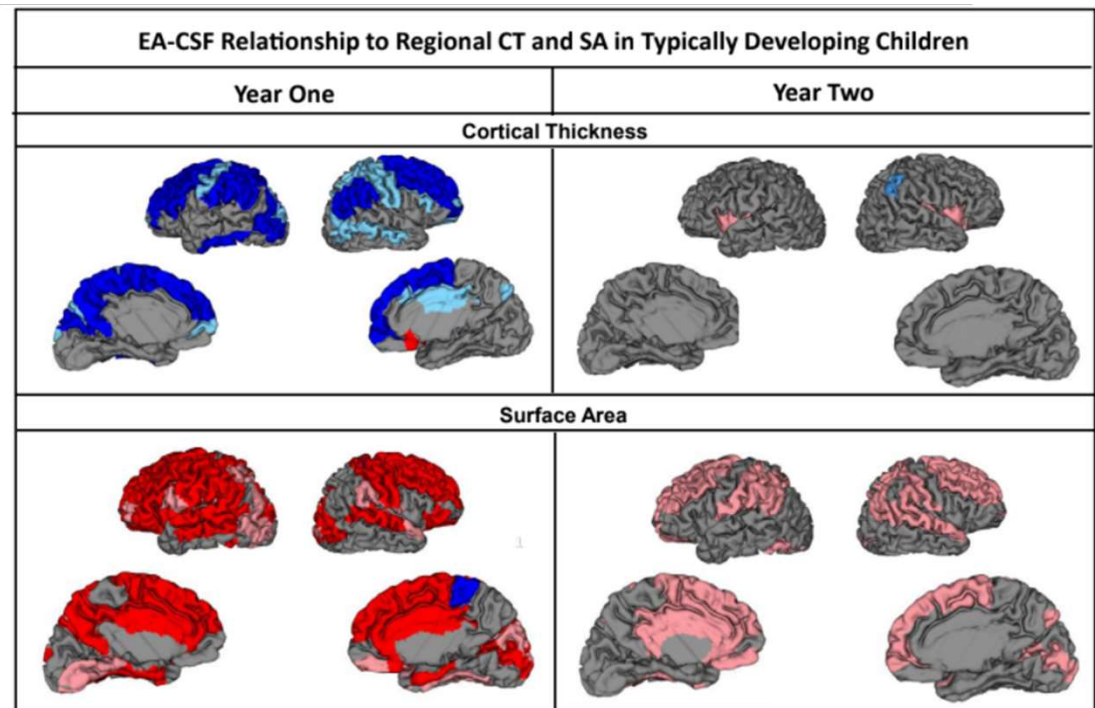 EA-CSF Relationship to Regional CT and SA in Typically Developing Children
Year One
Year Two
Cortical Thickness
Surface Area